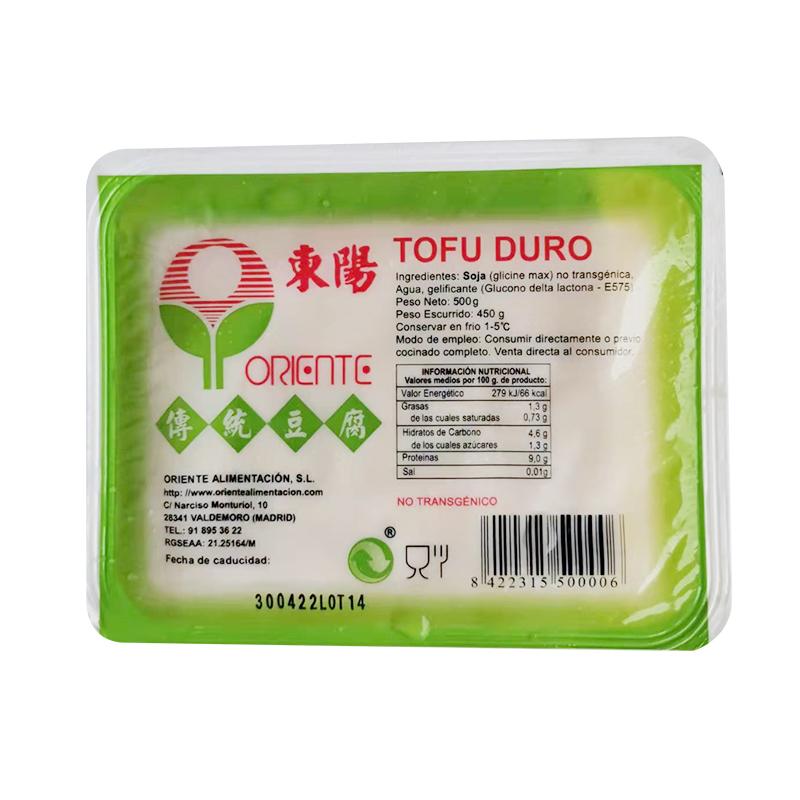 東陽
ORIENTE
傳統豆腐
TOFU DURO
Ingredientes: Soja (glicine max) no transgénica,
Agua, gelificante (Glucono delta lactona - E575)
Peso Neto: 500g
Peso Escurrido: 450 g
Conservar en frio 1-5℃
Modo de empleo: Consumir directamente o previo
cocinado completo. Venta directa al consumidor.
INFORMACIÓN NUTRICIONAL
Valores medios por 100 g. de producto:
Valor Energético 279 kJ/66 kcal
Grasas 1,3 g
de las cuales saturadas 0,73 g
Hidratos de Carbono 4,6 g
de los cuales azúcares 1,3 g
Proteinas 9,0 g
Sal 0,01g
NO TRANSGÉNICO
ORIENTE ALIMENTACIÓN, S.L.
http: //www.orientealimentacion.com
C/ Narciso Monturiol, 10
28341 VALDEMORO (MADRID)
TEL.: 91 895 36 22
RGSEAA: 21.25164/M
Fecha de caducidad:
®
300422LOT14
8 422315 500006